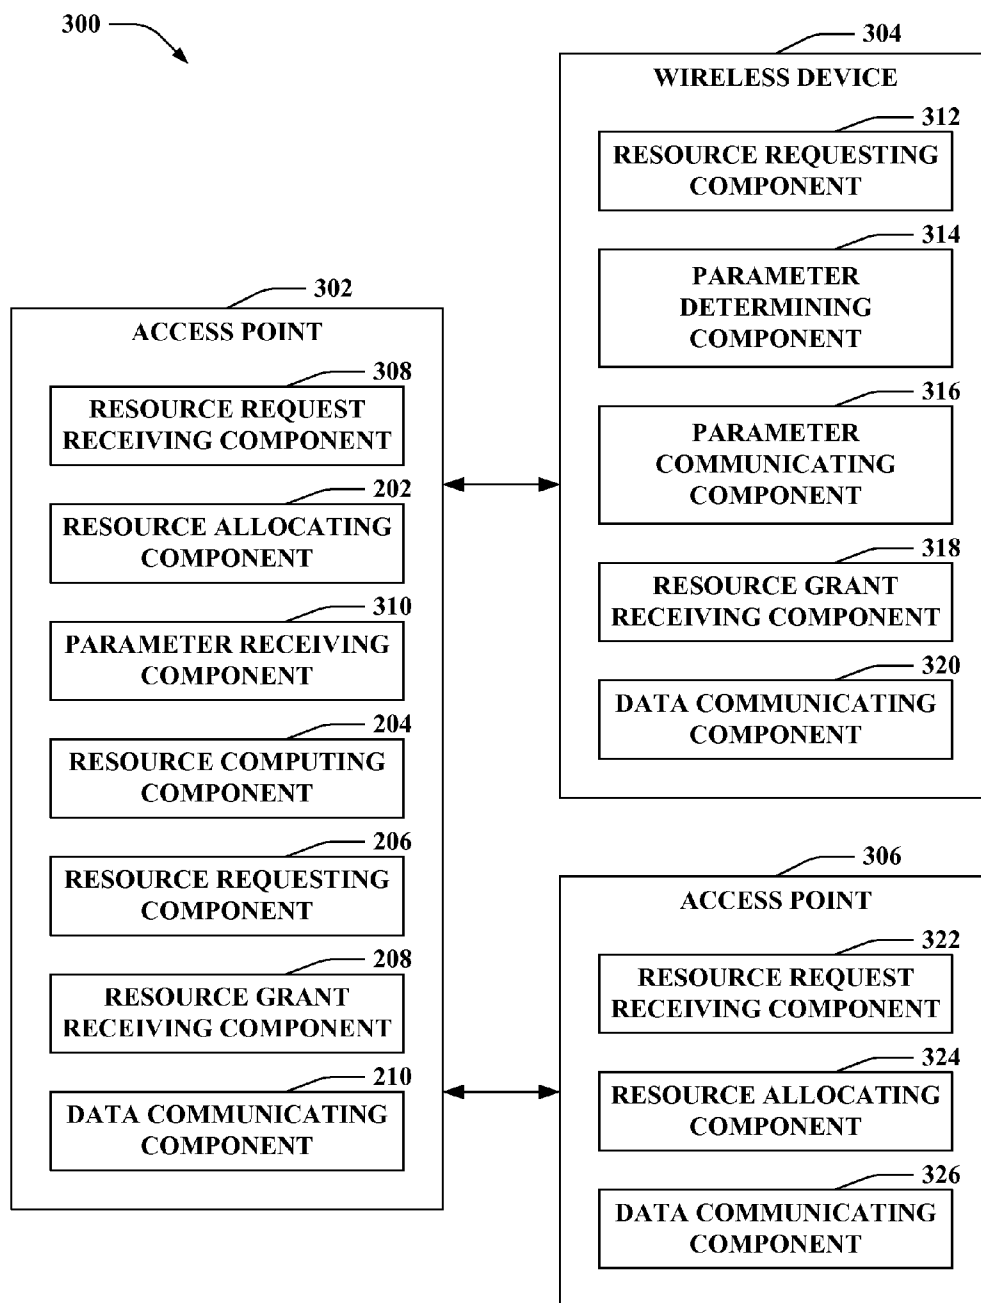 300
302
ACCESS POINT
308
RESOURCE REQUEST
RECEIVING COMPONENT
202
RESOURCE ALLOCATING
COMPONENT
310
PARAMETER RECEIVING
COMPONENT
204
RESOURCE COMPUTING
COMPONENT
206
RESOURCE REQUESTING
COMPONENT
208
RESOURCE GRANT
RECEIVING COMPONENT
210
DATA COMMUNICATING
COMPONENT
304
WIRELESS DEVICE
312
RESOURCE REQUESTING
COMPONENT
314
PARAMETER
DETERMINING
COMPONENT
316
PARAMETER
COMMUNICATING
COMPONENT
318
RESOURCE GRANT
RECEIVING COMPONENT
320
DATA COMMUNICATING
COMPONENT
306
ACCESS POINT
322
RESOURCE REQUEST
RECEIVING COMPONENT
324
RESOURCE ALLOCATING
COMPONENT
326
DATA COMMUNICATING
COMPONENT